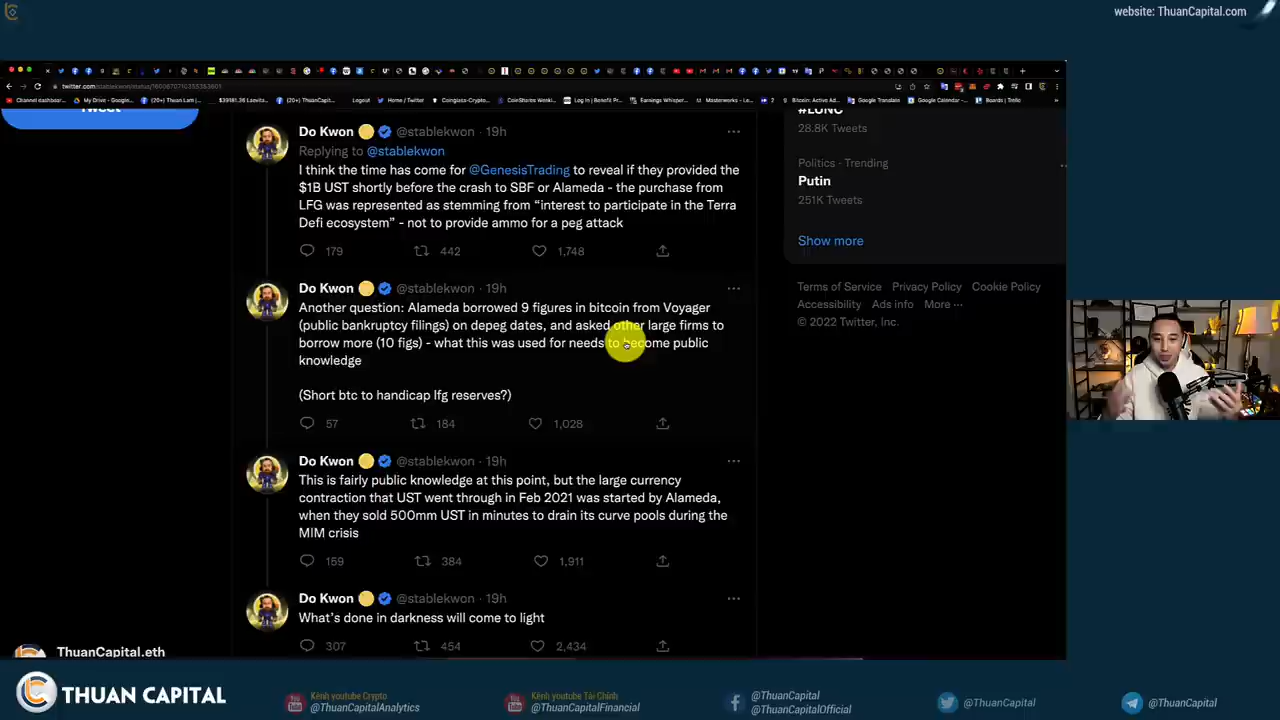 website: ThuanCapital.com
Tweet
Do Kwon @stablekwon · 19h
Replying to @stablekwon
I think the time has come for @GenesisTrading to reveal if they provided the
$1B UST shortly before the crash to SBF or Alameda - the purchase from
LFG was represented as stemming from “interest to participate in the Terra
Defi ecosystem” - not to provide ammo for a peg attack
179 442 1,748
Do Kwon @stablekwon · 19h
Another question: Alameda borrowed 9 figures in bitcoin from Voyager
(public bankruptcy filings) on depeg dates, and asked other large firms to
borrow more (10 figs) - what this was used for needs to become public
knowledge
(Short btc to handicap lfg reserves?)
57 184 1,028
Do Kwon @stablekwon · 19h
This is fairly public knowledge at this point, but the large currency
contraction that UST went through in Feb 2021 was started by Alameda,
when they sold 500mm UST in minutes to drain its curve pools during the
MIM crisis
159 384 1,911
Do Kwon @stablekwon · 19h
What’s done in darkness will come to light
307 454 2,434
#LUNC
28.8K Tweets
Politics · Trending
Putin
251K Tweets
Show more
Terms of Service Privacy Policy Cookie Policy
Accessibility Ads info More ···
© 2022 Twitter, Inc.
ThuanCapital.eth
THUAN CAPITAL
Kênh youtube Crypto
@ThuanCapitalAnalytics
Kênh youtube Tài Chính
@ThuanCapitalFinancial
@ThuanCapital
@ThuanCapitalOfficial
@ThuanCapital
@ThuanCapital